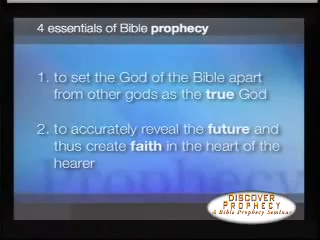 4 essentials of Bible prophecy
1. to set the God of the Bible apart
from other gods as the true God
2. to accurately reveal the future and
thus create faith in the heart of the
hearer
prophecy
DISCOVER
PROPHECY
A Bible Prophecy Seminar